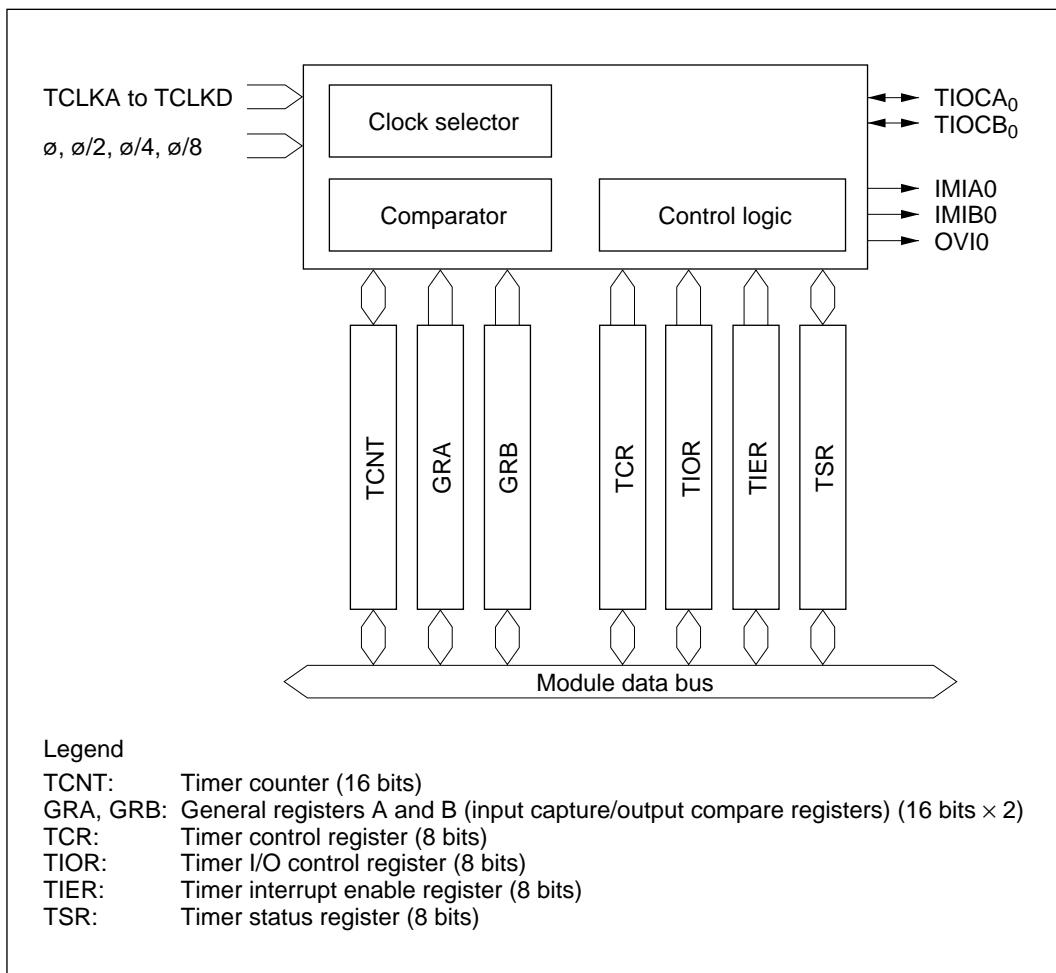 TCLKA to TCLKD
ø, ø/2, ø/4, ø/8
Clock selector
Comparator
Control logic
TIOCA0
TIOCB0
IMIA0
IMIB0
OVI0
TCNT
GRA
GRB
TCR
TIOR
TIER
TSR
Module data bus
Legend
TCNT: Timer counter (16 bits)
GRA, GRB: General registers A and B (input capture/output compare registers) (16 bits × 2)
TCR: Timer control register (8 bits)
TIOR: Timer I/O control register (8 bits)
TIER: Timer interrupt enable register (8 bits)
TSR: Timer status register (8 bits)